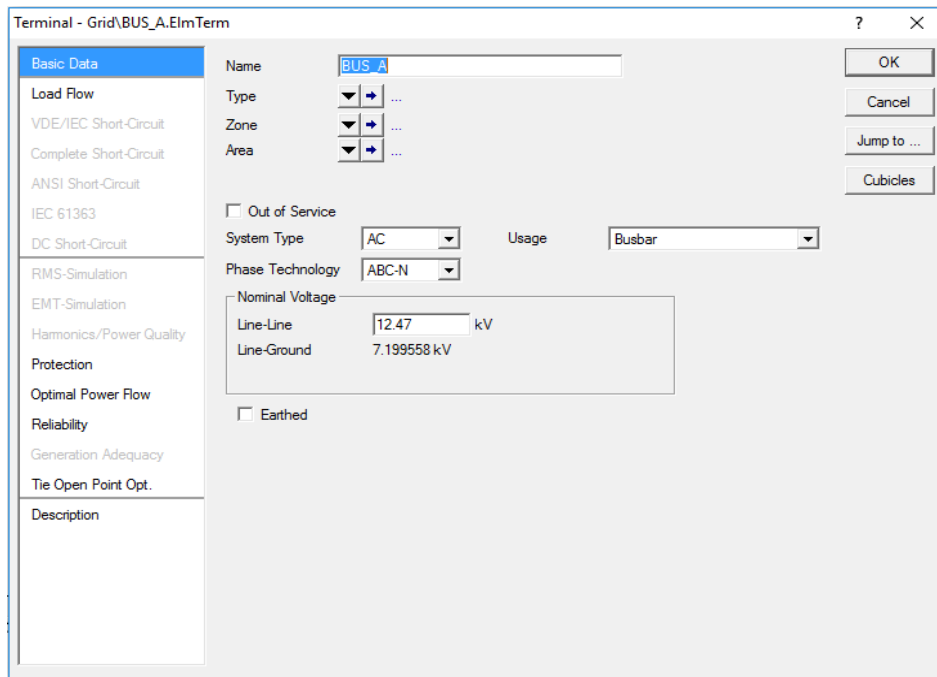 Terminal - Grid\BUS_A.ElmTerm ?
Basic Data
Load Flow
VDE/IEC Short-Circuit
Complete Short-Circuit
ANSI Short-Circuit
IEC 61363
DC Short-Circuit
RMS-Simulation
EMT-Simulation
Harmonics/Power Quality
Protection
Optimal Power Flow
Reliability
Generation Adequacy
Tie Open Point Opt.
Description
Name BUS_A
Type ...
Zone ...
Area ...
Out of Service
System Type AC Usage Busbar
Phase Technology ABC-N
Nominal Voltage
Line-Line 12.47 kV
Line-Ground 7.199558 kV
Earthed
OK
Cancel
Jump to ...
Cubicles